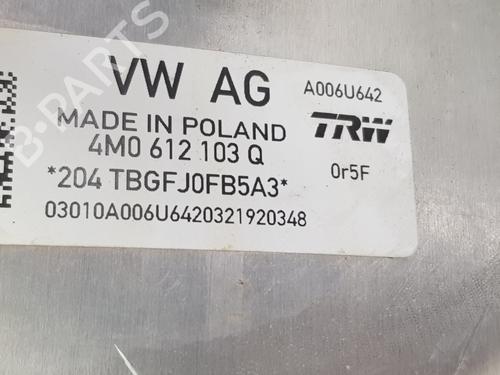 VW AG
A006U642
MADE IN POLAND
TRW
4M0 612 103 Q
*204 TBGFJ0FB5A3*
0r5F
03010A006U6420321920348
B-PARTS